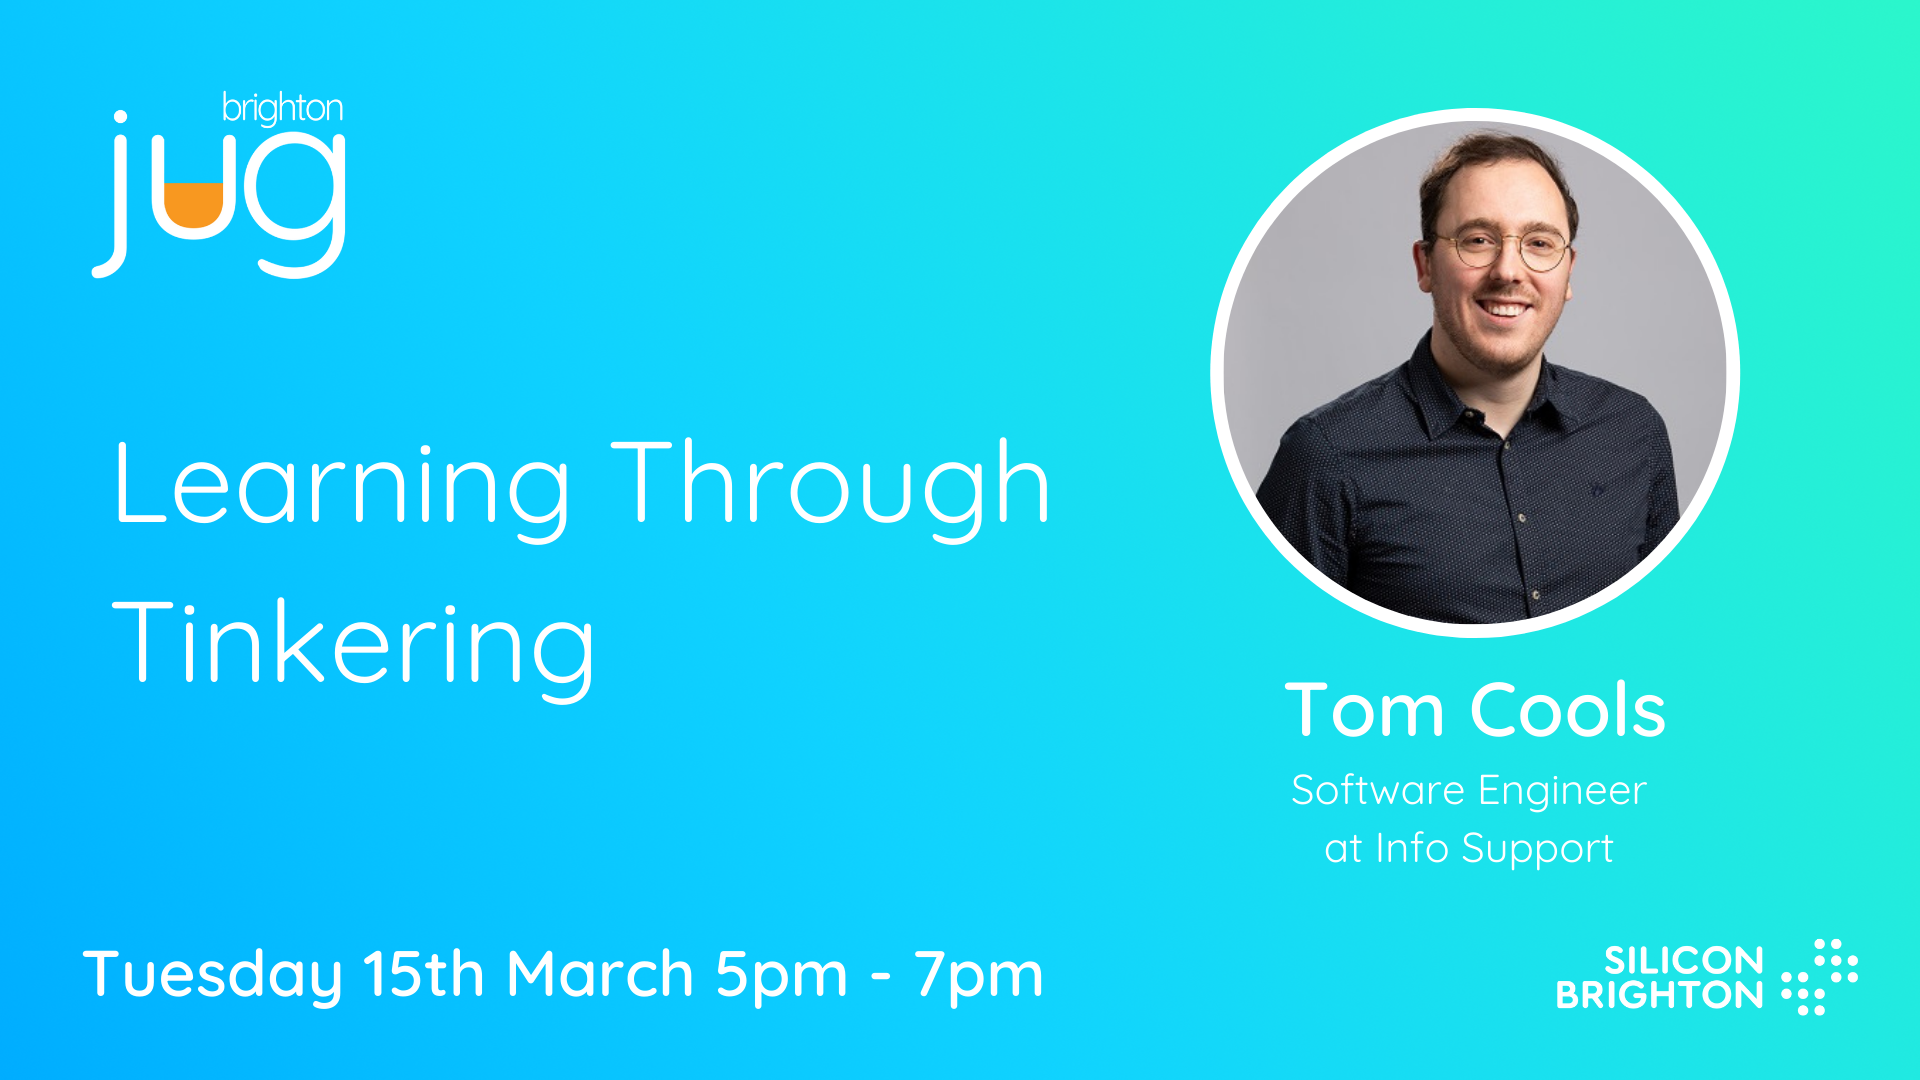 brighton
jug
Learning Through
Tinkering
Tom Cools
Software Engineer
at Info Support
Tuesday 15th March 5pm - 7pm
SILICON
BRIGHTON